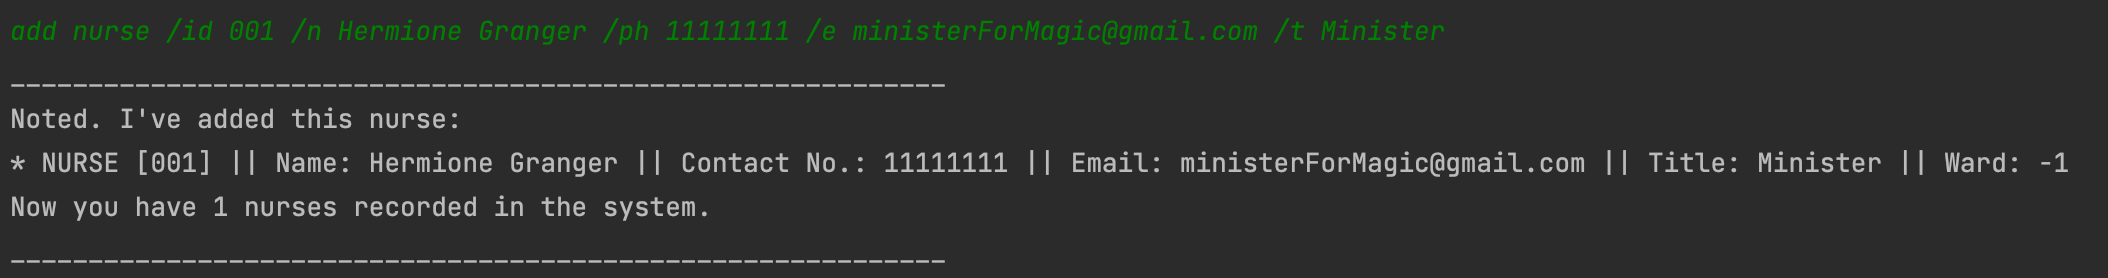 add nurse /id 001 /n Hermione Granger /ph 11111111 /e ministerForMagic@gmail.com /t Minister
____________________________________________________________
Noted. I've added this nurse:
* NURSE [001] || Name: Hermione Granger || Contact No.: 11111111 || Email: ministerForMagic@gmail.com || Title: Minister || Ward: -1
Now you have 1 nurses recorded in the system.
____________________________________________________________